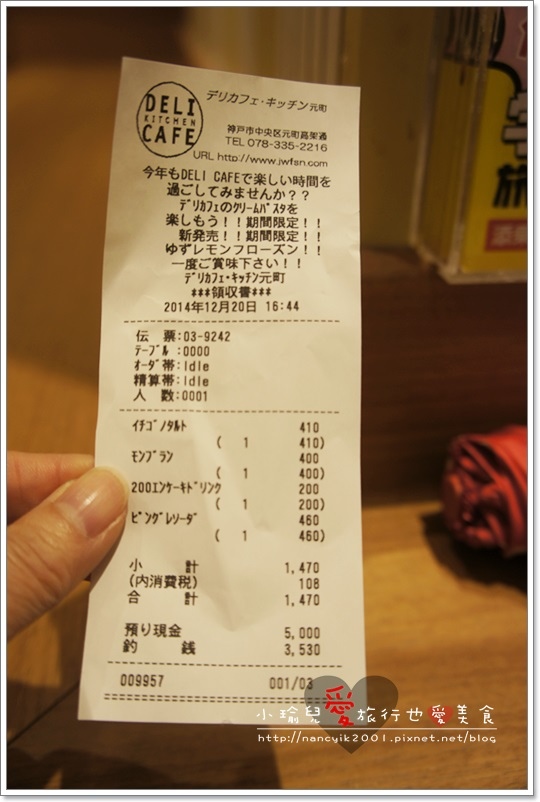 DELI
KITCHEN
CAFE
デリカフェ・キッチン元町
神戸市中央区元町高架通
TEL 078-335-2216
URL http://www.jwfsn.com
今年もDELI CAFEで楽しい時間を
過ごしてみませんか??
デリカフェのクリームパスタを
楽しもう!!期間限定!!
新発売!!期間限定!!
ゆずレモンフローズン!!
一度ご賞味下さい!!
デリカフェ・キッチン元町
***領収書***
2014年12月20日 16:44
伝 票:03-9242
テーブル :0000
オーダ帯:Idle
精算帯:Idle
人 数:0001
イチゴノタルト 410
( 1 410)
モンブラン 400
( 1 400)
200エンケーキドリンク 200
( 1 200)
ピングレソーダ 460
( 1 460)
小 計 1,470
(内消費税) 108
合 計 1,470
預り現金 5,000
釣 銭 3,530
009957 001/03
小瑜兒愛旅行也愛美食
http://nancyik2001.pixnet.net/blog